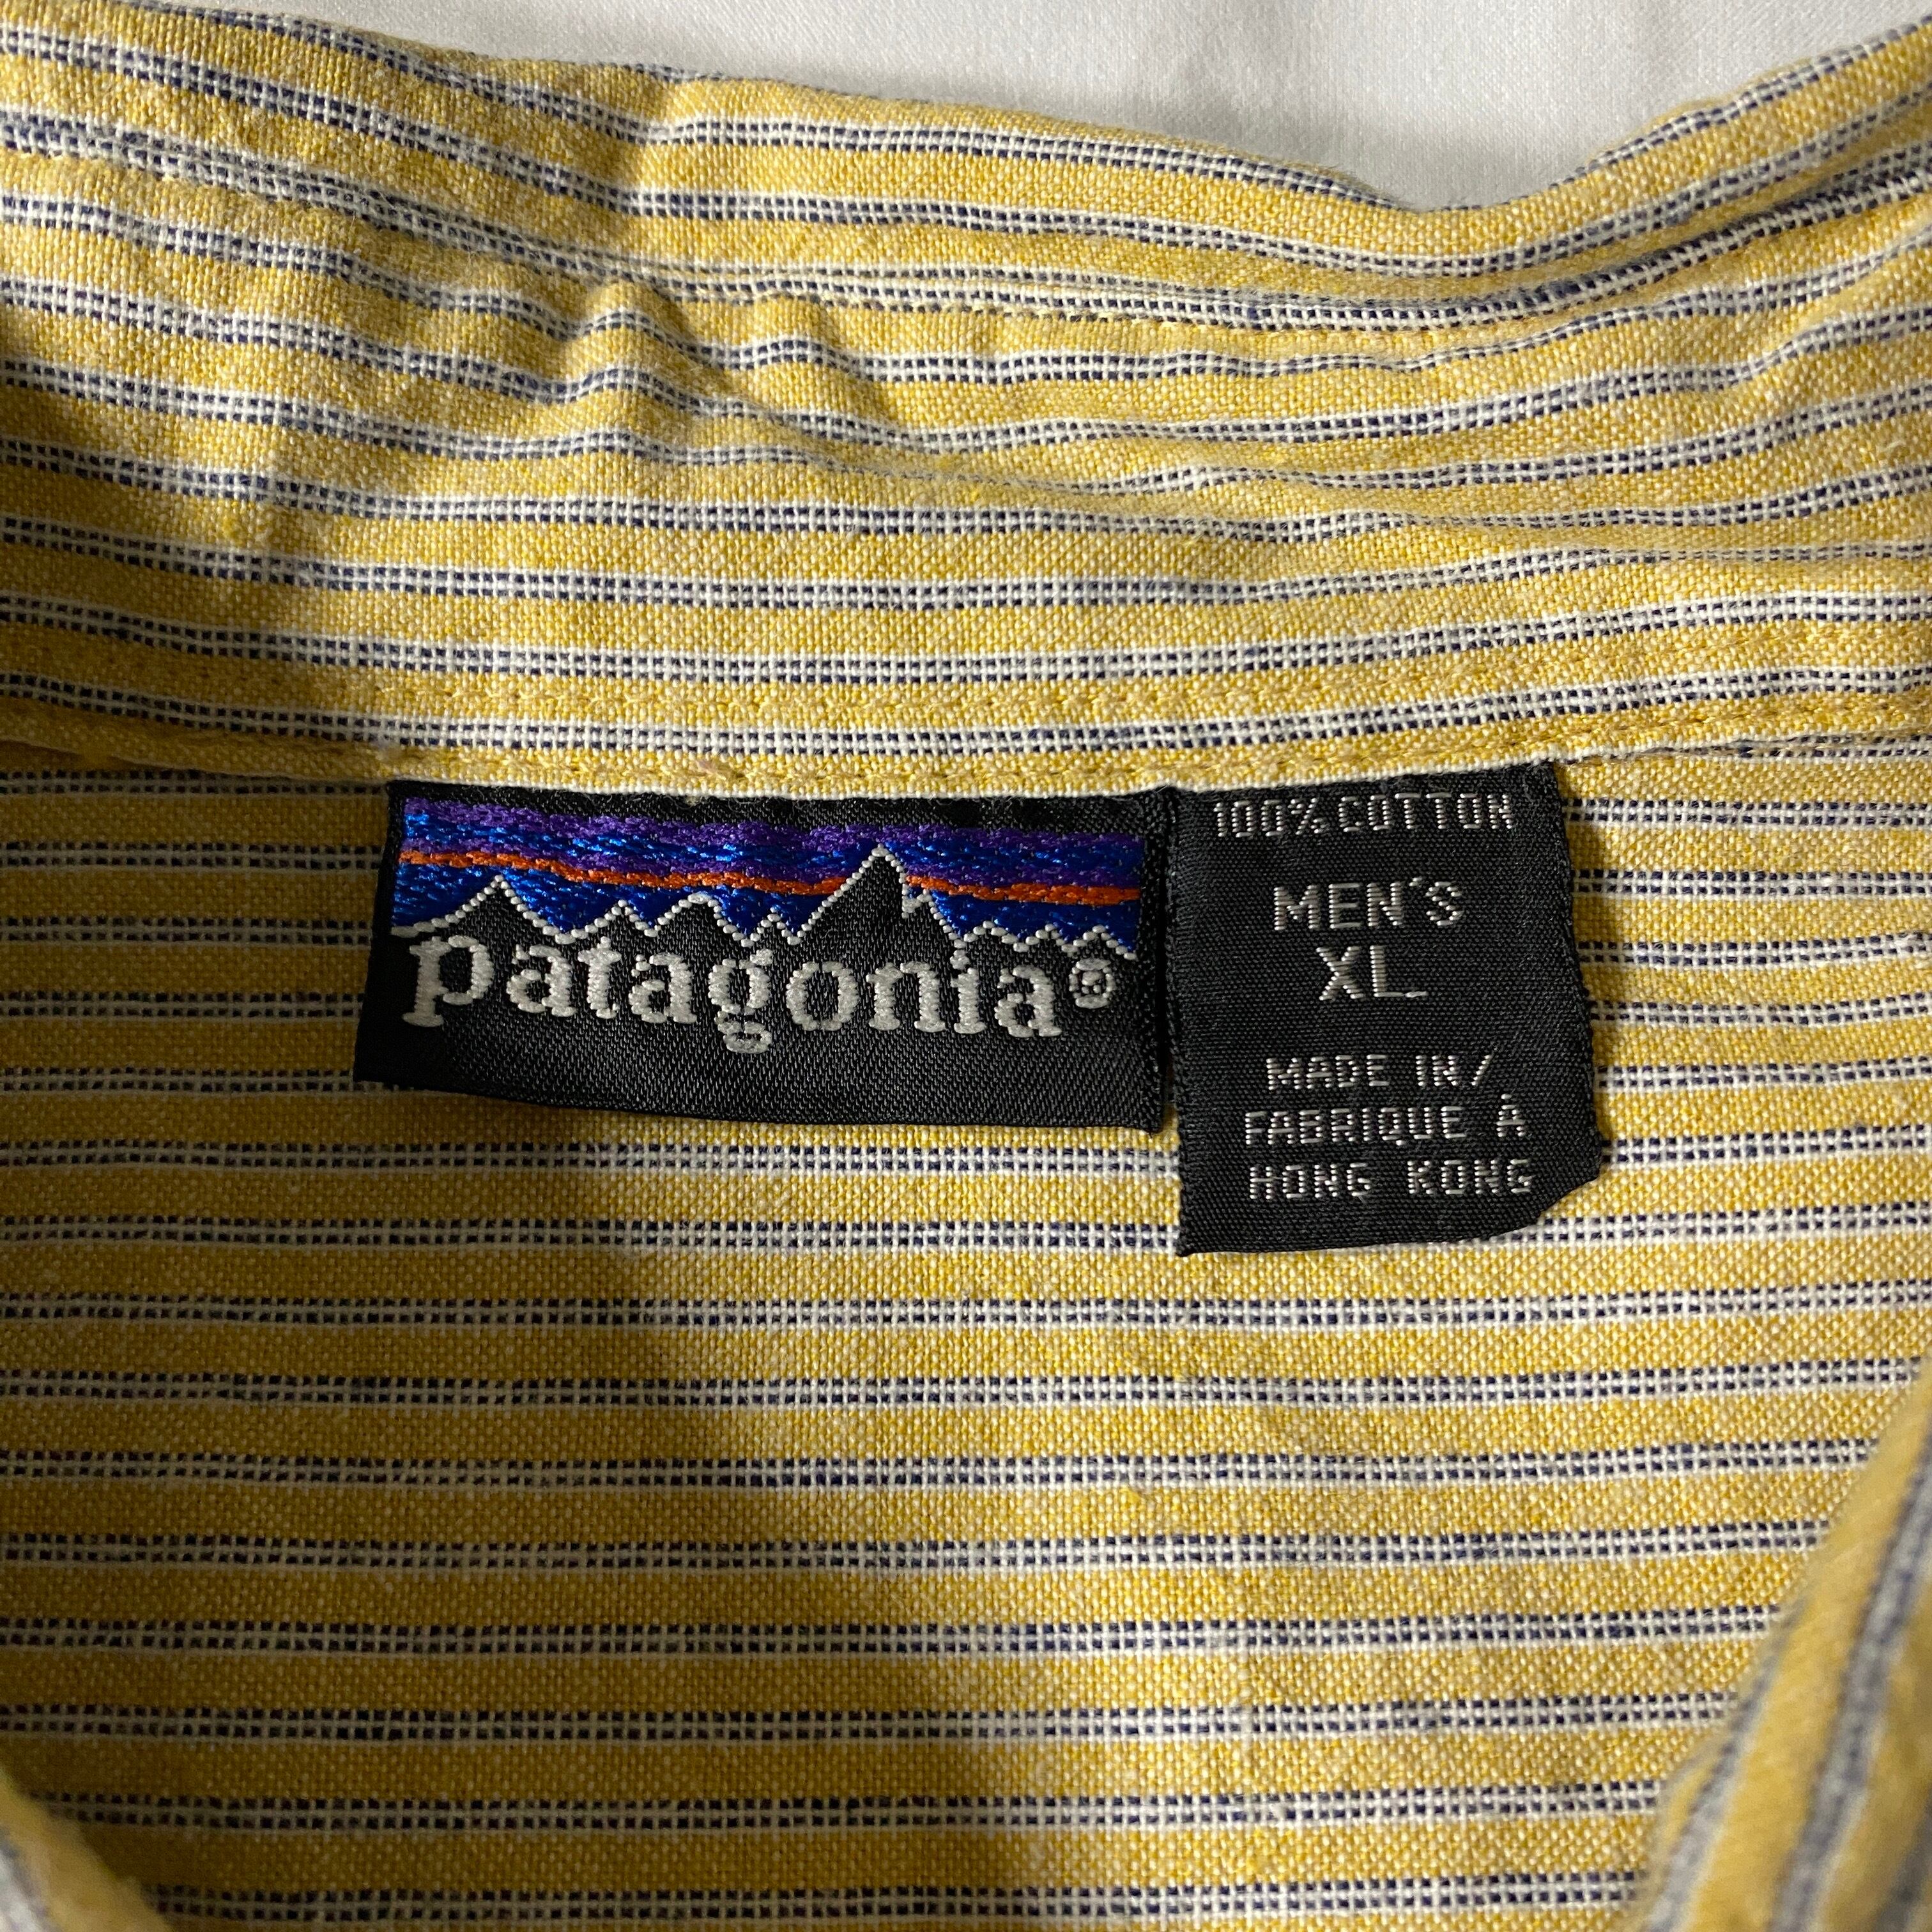 patagonia®
100% COTTON
MEN'S
XL
MADE IN/
FABRIQUE À
HONG KONG